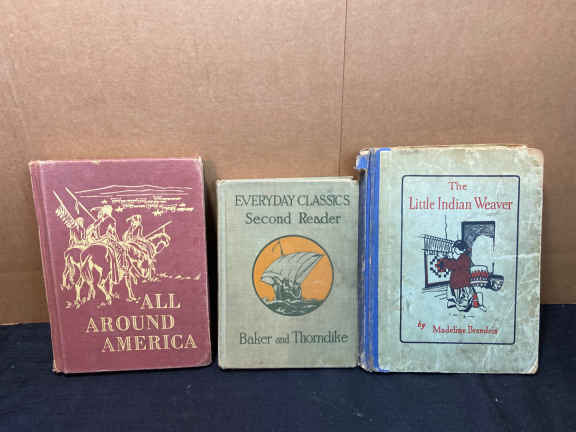 ALL
AROUND
AMERICA
EVERYDAY CLASSICS
Second Reader
Baker and Thorndike
The
Little Indian Weaver
by Madeline Brandeis